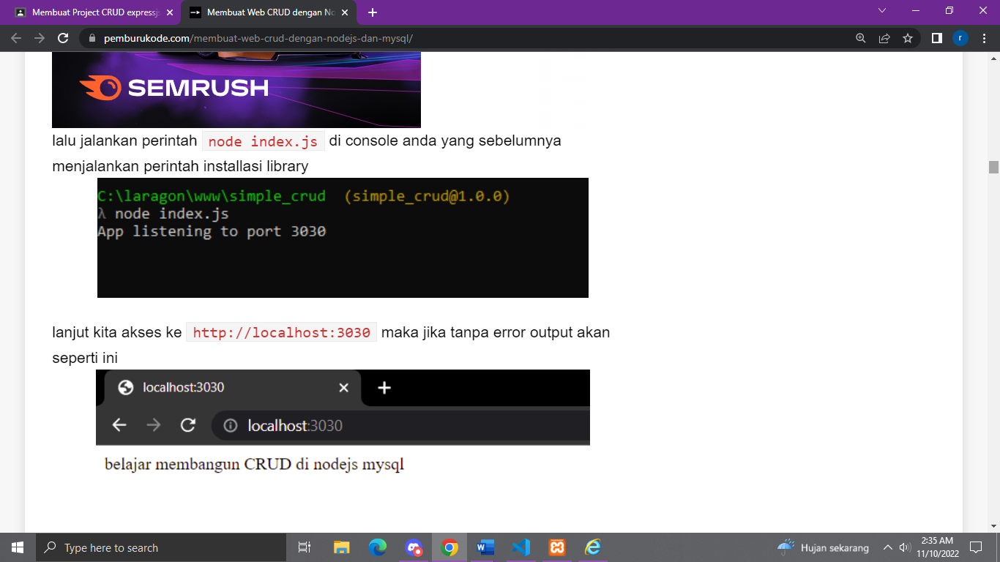 Membuat Project CRUD expressj
Membuat Web CRUD dengan No
pemburukode.com/membuat-web-crud-dengan-nodejs-dan-mysql/
r
SEMRUSH
lalu jalankan perintah node index.js di console anda yang sebelumnya
menjalankan perintah installasi library
C:\laragon\www\simple_crud (simple_crud@1.0.0)
λ node index.js
App listening to port 3030
lanjut kita akses ke http://localhost:3030 maka jika tanpa error output akan
seperti ini
localhost:3030
localhost:3030
belajar membangun CRUD di nodejs mysql
Type here to search
Hujan sekarang
2:35 AM
11/10/2022